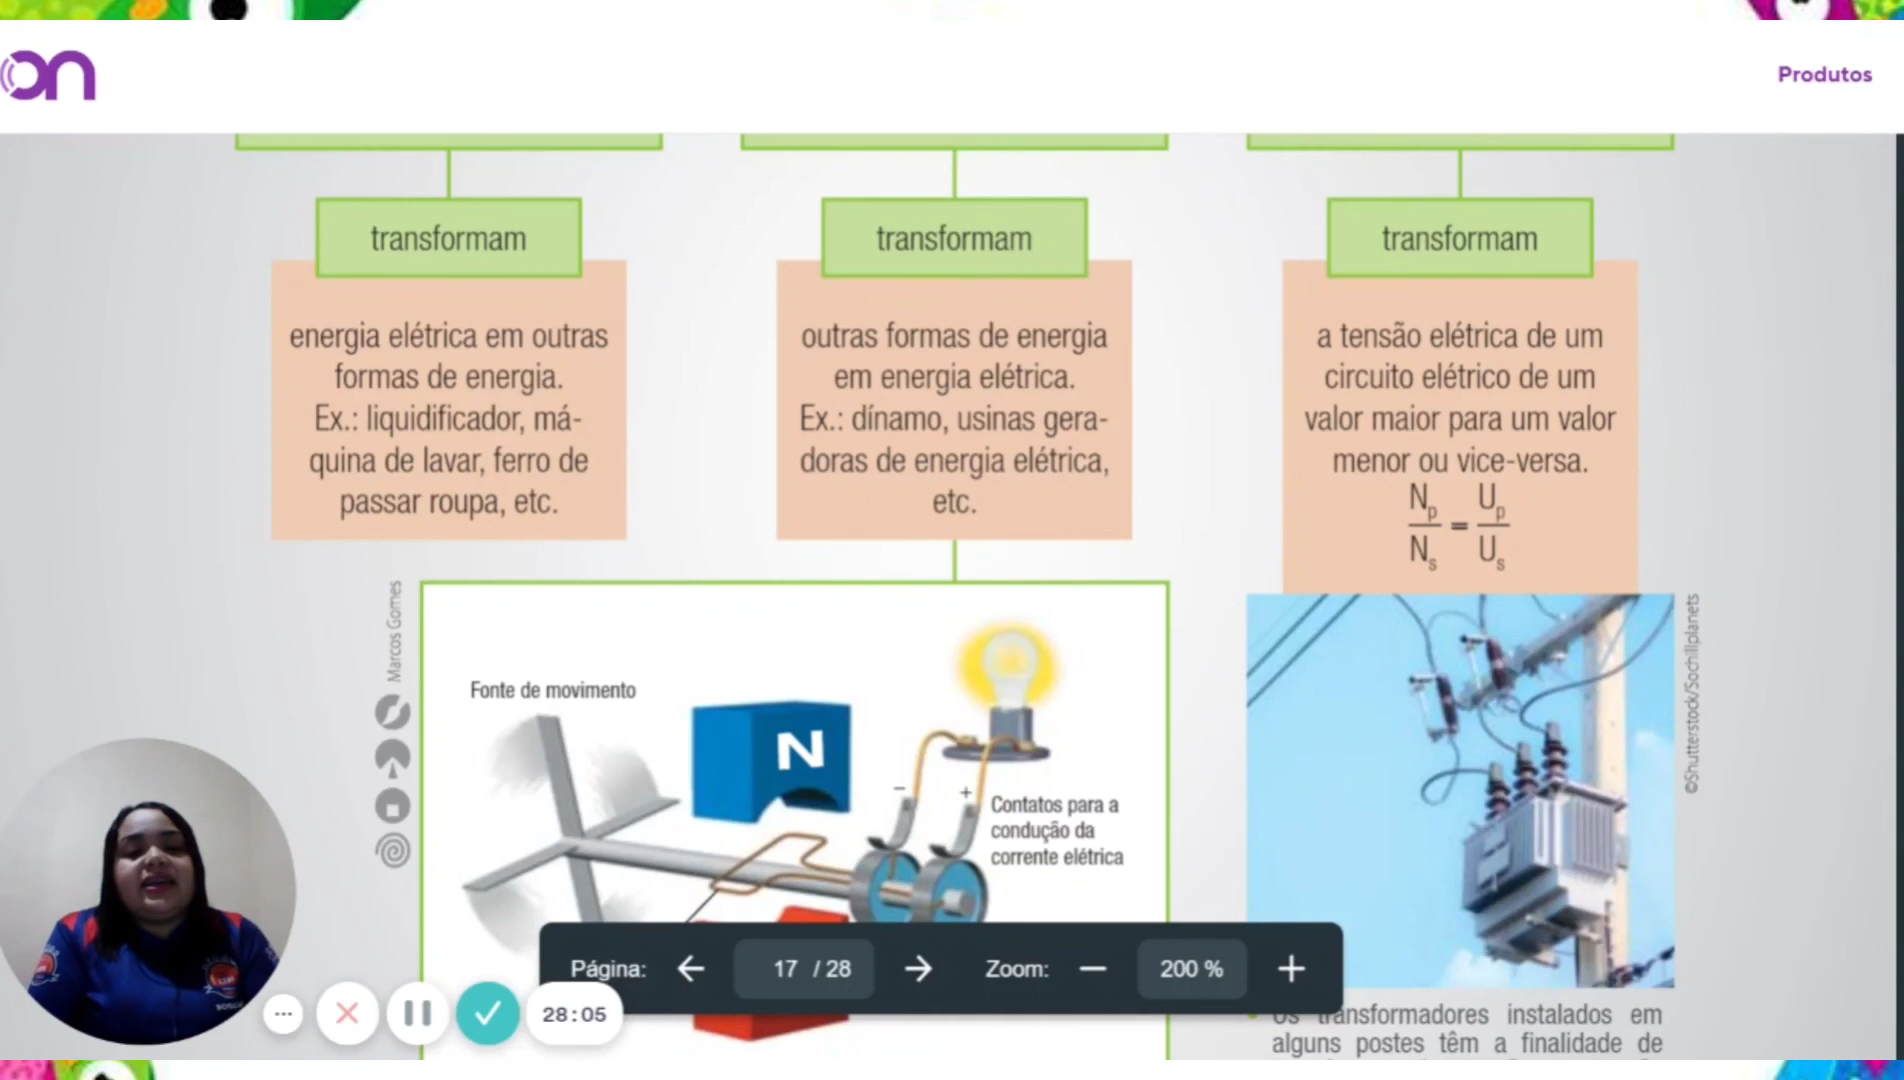 on
Produtos
transformam
transformam
transformam
energia elétrica em outras
formas de energia.
Ex.: liquidificador, má-
quina de lavar, ferro de
passar roupa, etc.
outras formas de energia
em energia elétrica.
Ex.: dínamo, usinas gera-
doras de energia elétrica,
etc.
a tensão elétrica de um
circuito elétrico de um
valor maior para um valor
menor ou vice-versa.
Np/Ns = Up/Us
Marcos Gomes
Fonte de movimento
N
−
+
Contatos para a
condução da
corrente elétrica
©Shutterstock/Sochillplanets
Os transformadores instalados em
alguns postes têm a finalidade de
Página: 17 / 28 Zoom: 200 %
28:05